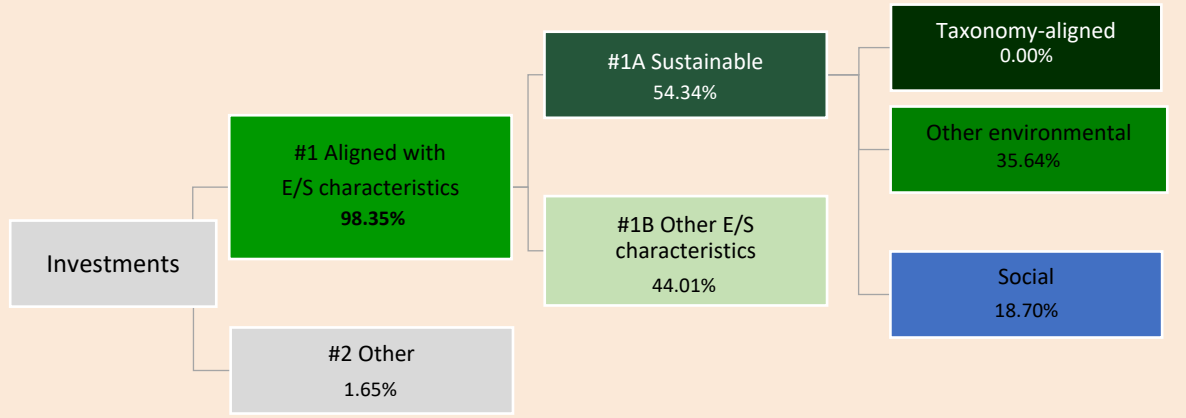 Investments
#1 Aligned with
E/S characteristics
98.35%
#2 Other
1.65%
#1A Sustainable
54.34%
#1B Other E/S
characteristics
44.01%
Taxonomy-aligned
0.00%
Other environmental
35.64%
Social
18.70%